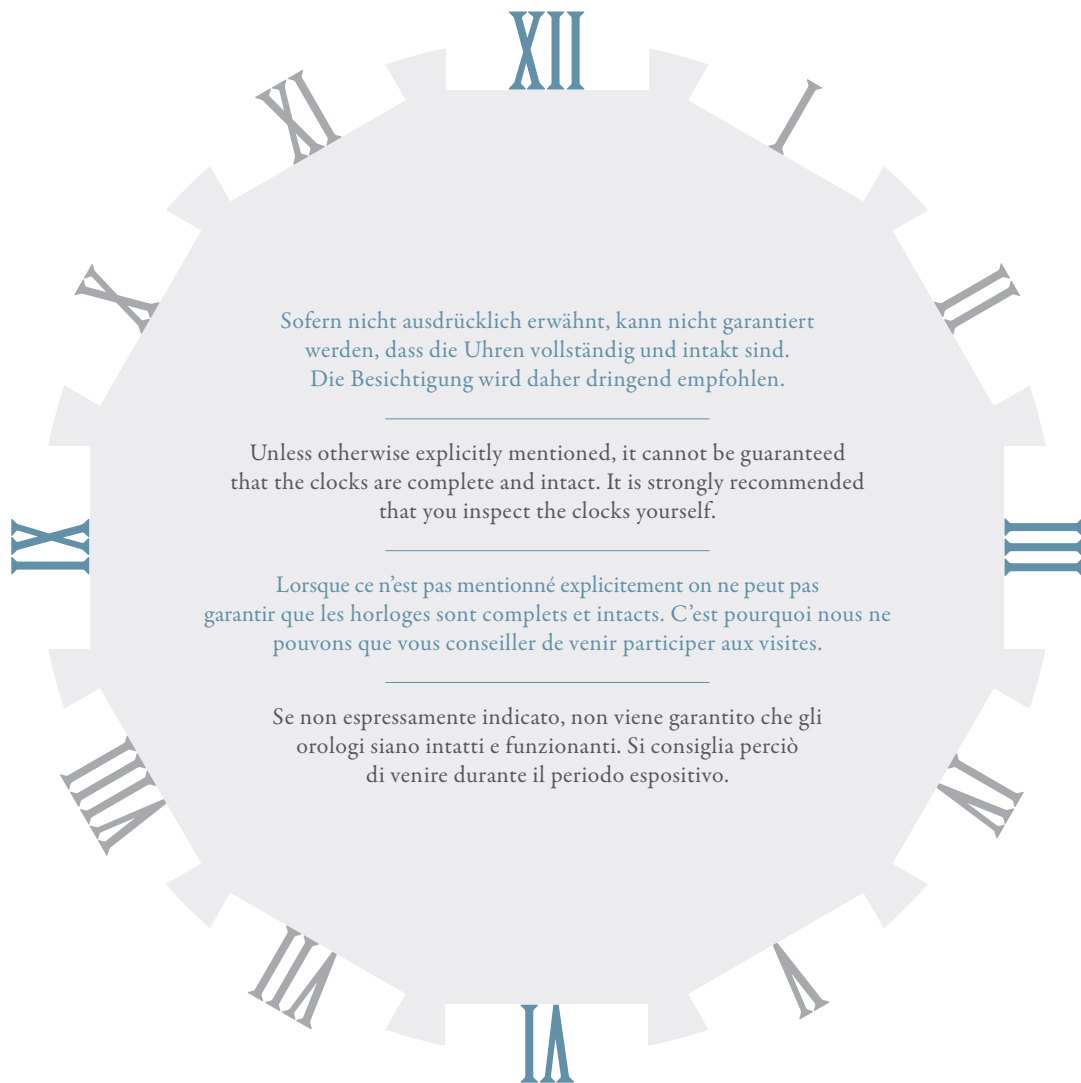 XII
XI
I
X
II
Sofern nicht ausdrücklich erwähnt, kann nicht garantiert
werden, dass die Uhren vollständig und intakt sind.
Die Besichtigung wird daher dringend empfohlen.
Unless otherwise explicitly mentioned, it cannot be guaranteed
that the clocks are complete and intact. It is strongly recommended
that you inspect the clocks yourself.
IX
III
Lorsque ce n’est pas mentionné explicitement on ne peut pas
garantir que les horloges sont complets et intacts. C’est pourquoi nous ne
pouvons que vous conseiller de venir participer aux visites.
Se non espressamente indicato, non viene garantito che gli
orologi siano intatti e funzionanti. Si consiglia perciò
di venire durante il periodo espositivo.
VIII
IV
VII
V
VI